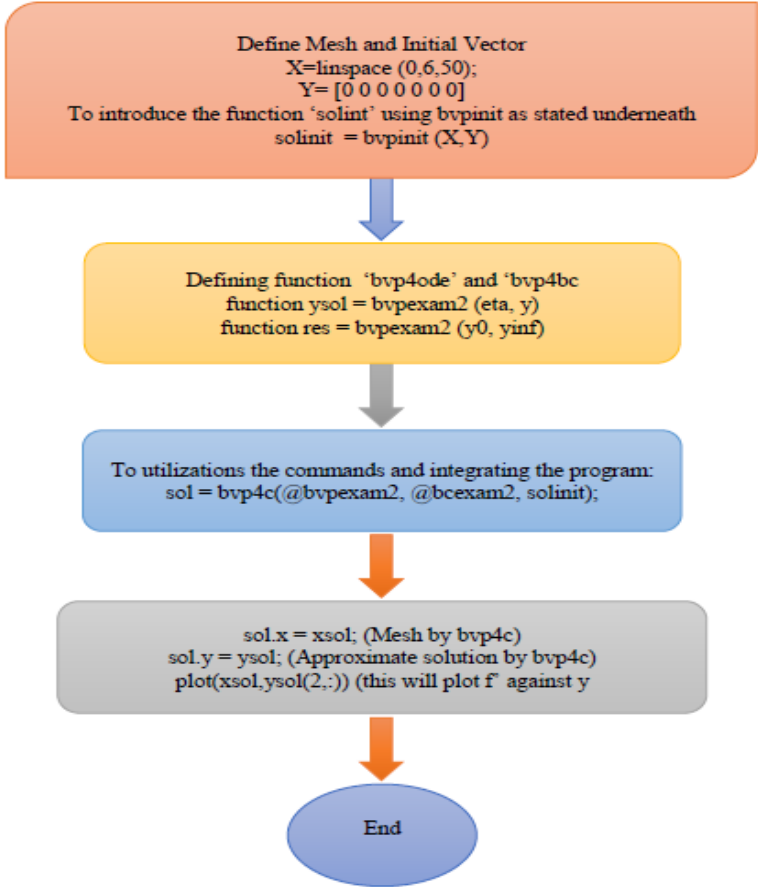 Define Mesh and Initial Vector
X=linspace (0,6,50);
Y= [0 0 0 0 0 0 0]
To introduce the function ‘solint’ using bvpinit as stated underneath
solinit = bvpinit (X,Y)
Defining function ‘bvp4ode’ and ‘bvp4bc
function ysol = bvpexam2 (eta, y)
function res = bvpexam2 (y0, yinf)
To utilizations the commands and integrating the program:
sol = bvp4c(@bvpexam2, @bcexam2, solinit);
sol.x = xsol; (Mesh by bvp4c)
sol.y = ysol; (Approximate solution by bvp4c)
plot(xsol,ysol(2,:)) (this will plot f' against y
End